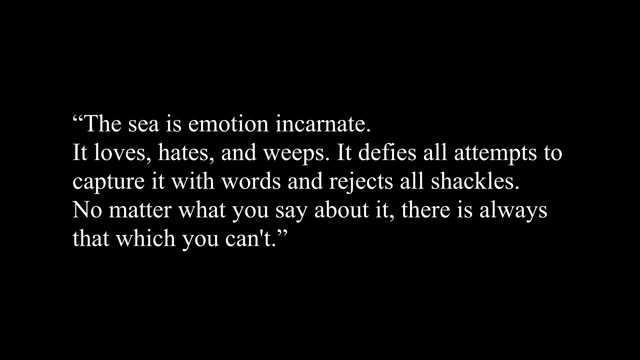 “The sea is emotion incarnate.
It loves, hates, and weeps. It defies all attempts to
capture it with words and rejects all shackles.
No matter what you say about it, there is always
that which you can't.”